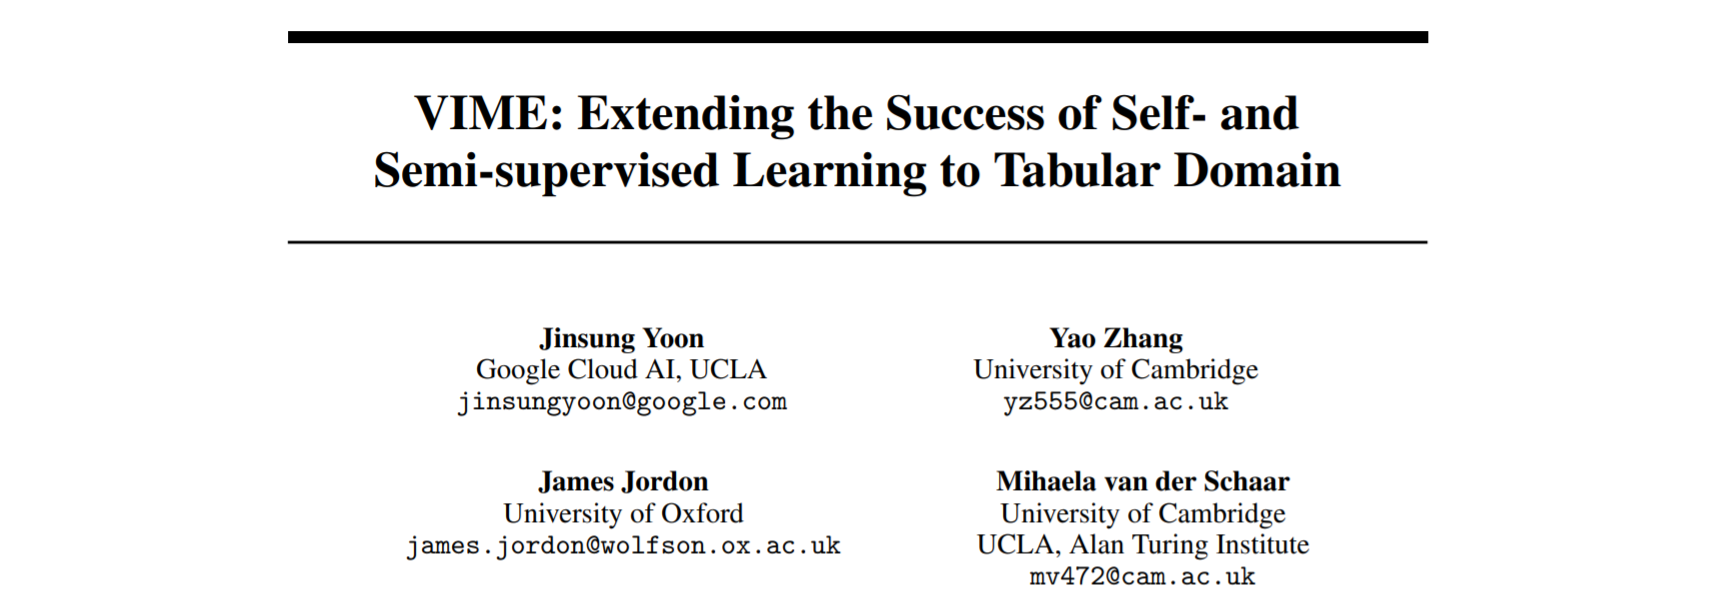 VIME: Extending the Success of Self- and
Semi-supervised Learning to Tabular Domain
Jinsung Yoon
Google Cloud AI, UCLA
jinsungyoon@google.com
Yao Zhang
University of Cambridge
yz555@cam.ac.uk
James Jordon
University of Oxford
james.jordon@wolfson.ox.ac.uk
Mihaela van der Schaar
University of Cambridge
UCLA, Alan Turing Institute
mv472@cam.ac.uk